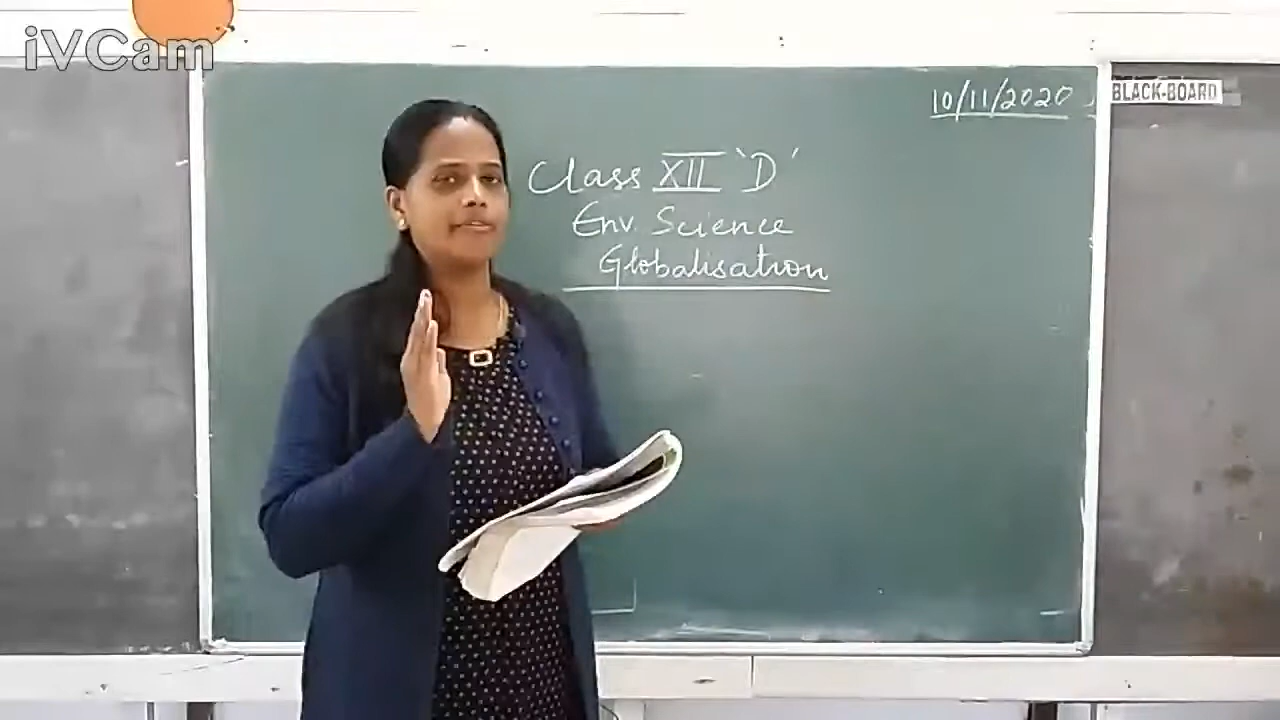 iVCam
BLACK-BOARD
10/11/2020
Class XII 'D'
Env. Science
Globalisation